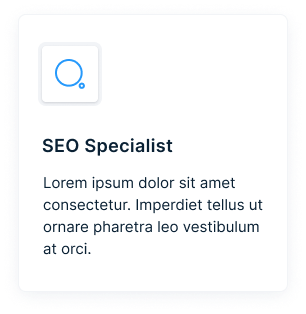 SEO Specialist
Lorem ipsum dolor sit amet
consectetur. Imperdiet tellus ut
ornare pharetra leo vestibulum
at orci.